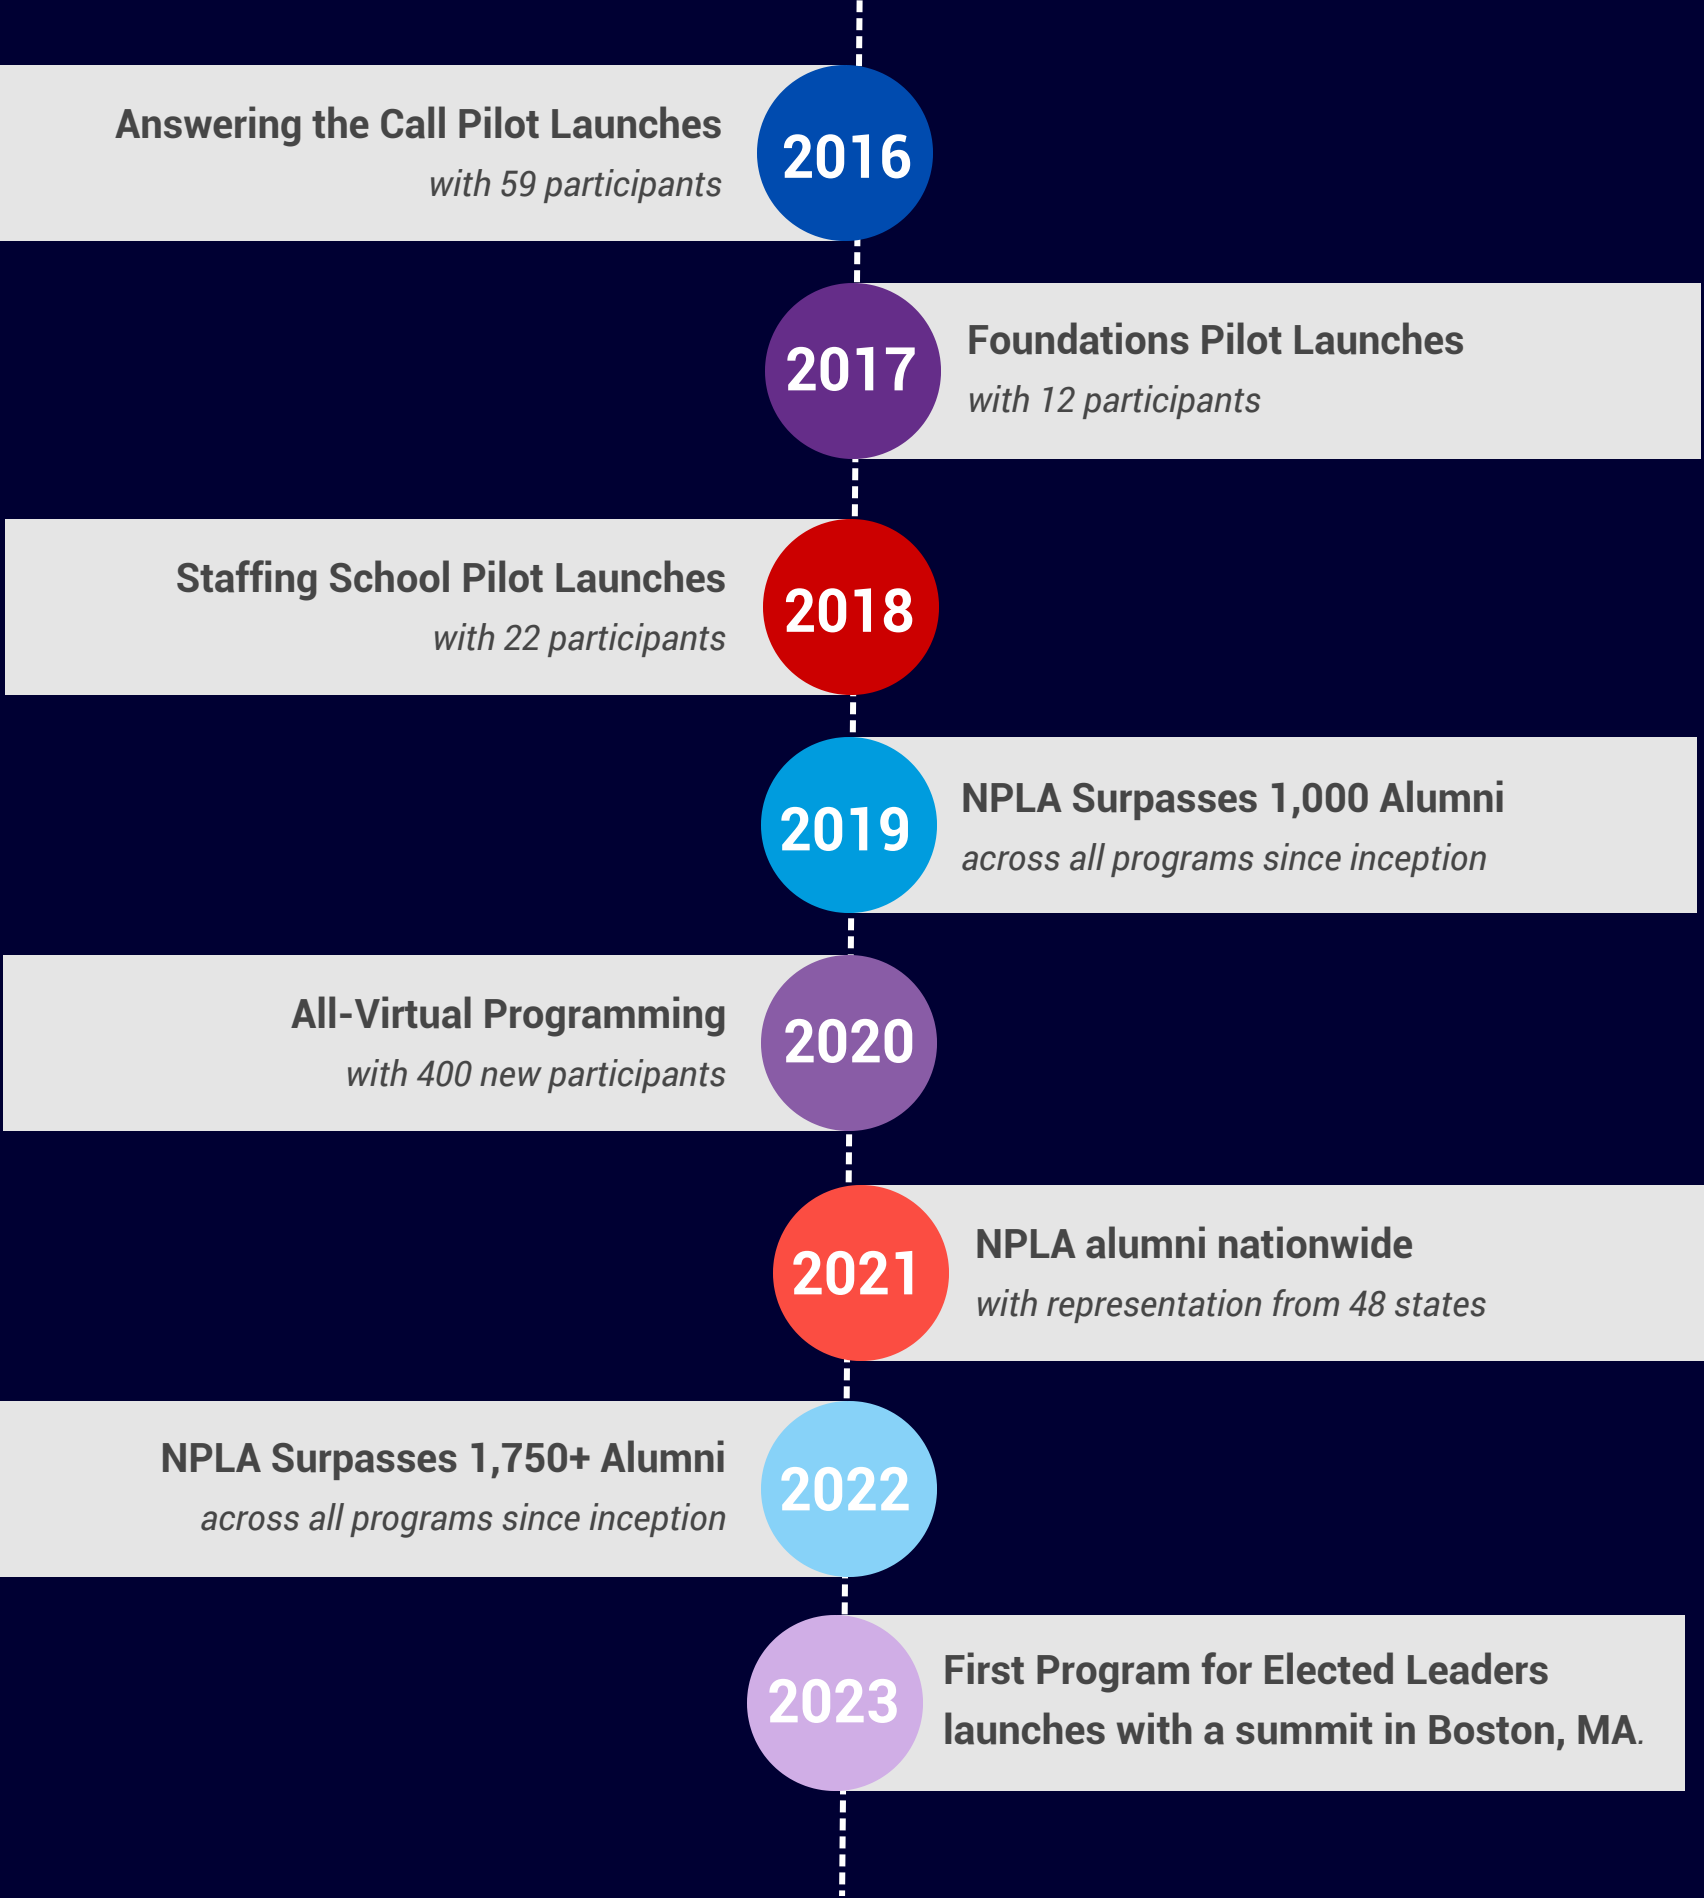 Answering the Call Pilot Launches
with 59 participants
2016
2017
Foundations Pilot Launches
with 12 participants
Staffing School Pilot Launches
with 22 participants
2018
2019
NPLA Surpasses 1,000 Alumni
across all programs since inception
All-Virtual Programming
with 400 new participants
2020
2021
NPLA alumni nationwide
with representation from 48 states
NPLA Surpasses 1,750+ Alumni
across all programs since inception
2022
2023
First Program for Elected Leaders
launches with a summit in Boston, MA.